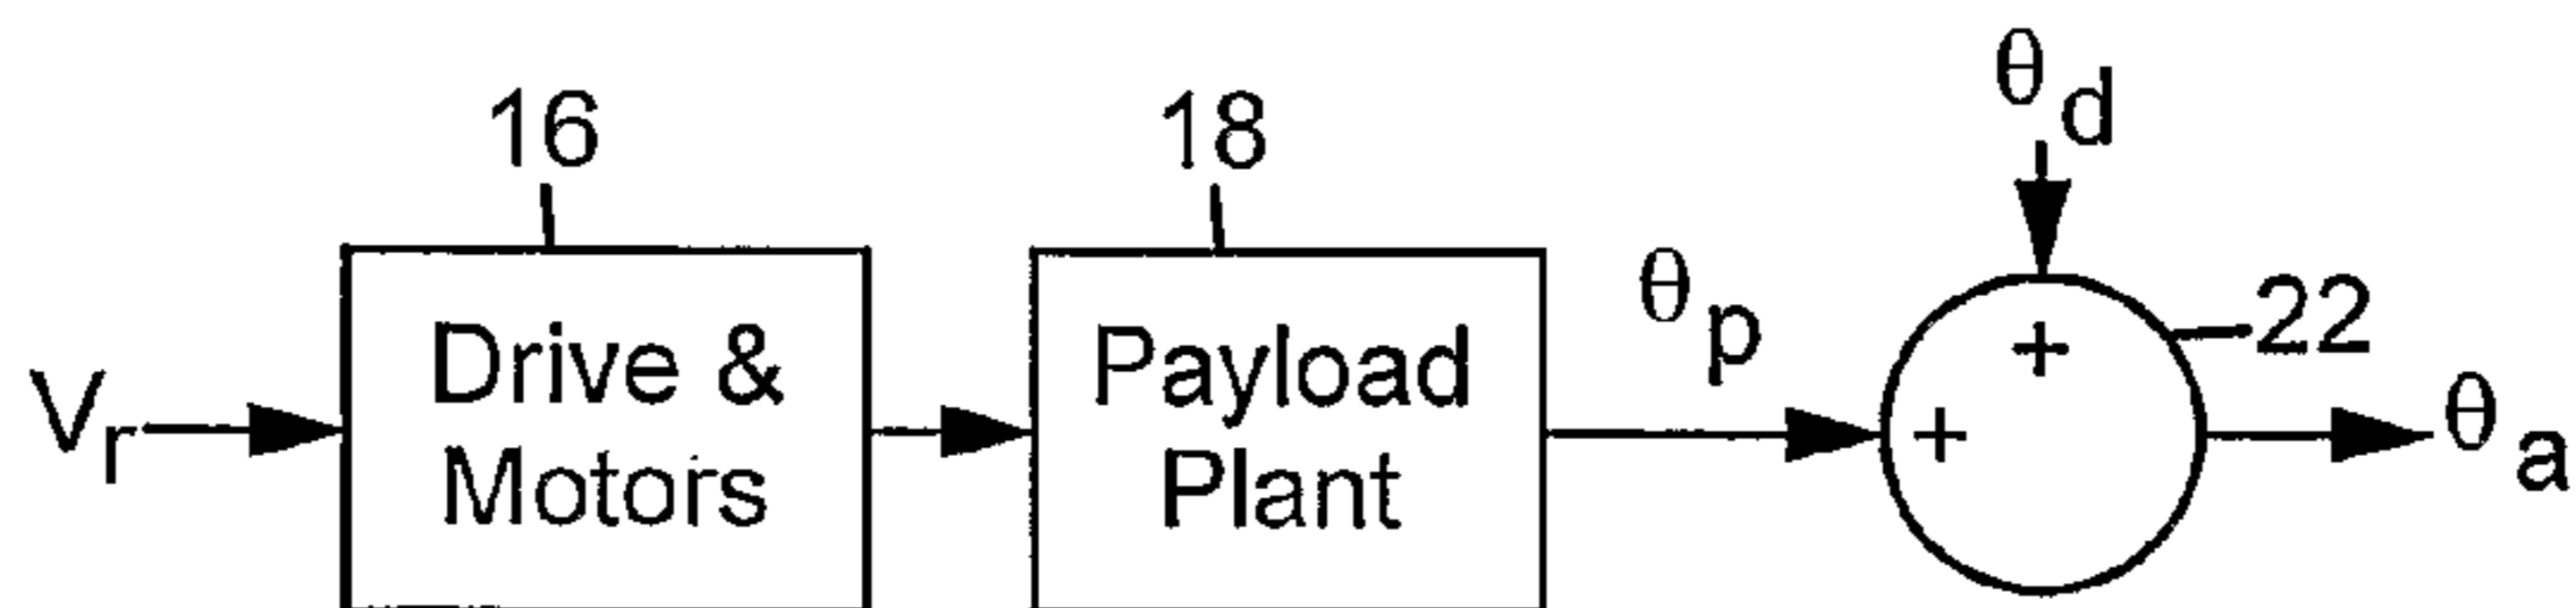 16
18
θd
Vr
Drive &
Motors
Payload
Plant
θp
+
+
22
θa